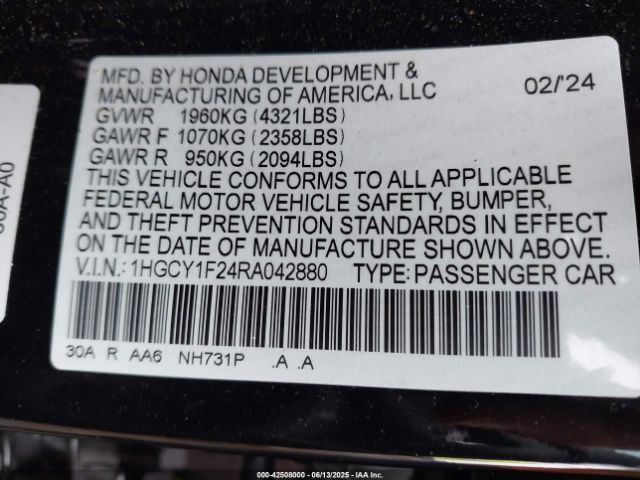 MFD. BY HONDA DEVELOPMENT &
MANUFACTURING OF AMERICA, LLC 02/'24
GVWR 1960KG (4321LBS)
GAWR F 1070KG (2358LBS)
GAWR R 950KG (2094LBS)
THIS VEHICLE CONFORMS TO ALL APPLICABLE
FEDERAL MOTOR VEHICLE SAFETY, BUMPER,
AND THEFT PREVENTION STANDARDS IN EFFECT
ON THE DATE OF MANUFACTURE SHOWN ABOVE.
V.I.N.: 1HGCY1F24RA042880 TYPE: PASSENGER CAR
30A R AA6 NH731P .A .A
000-42508000 - 06/13/2025 - IAA Inc.